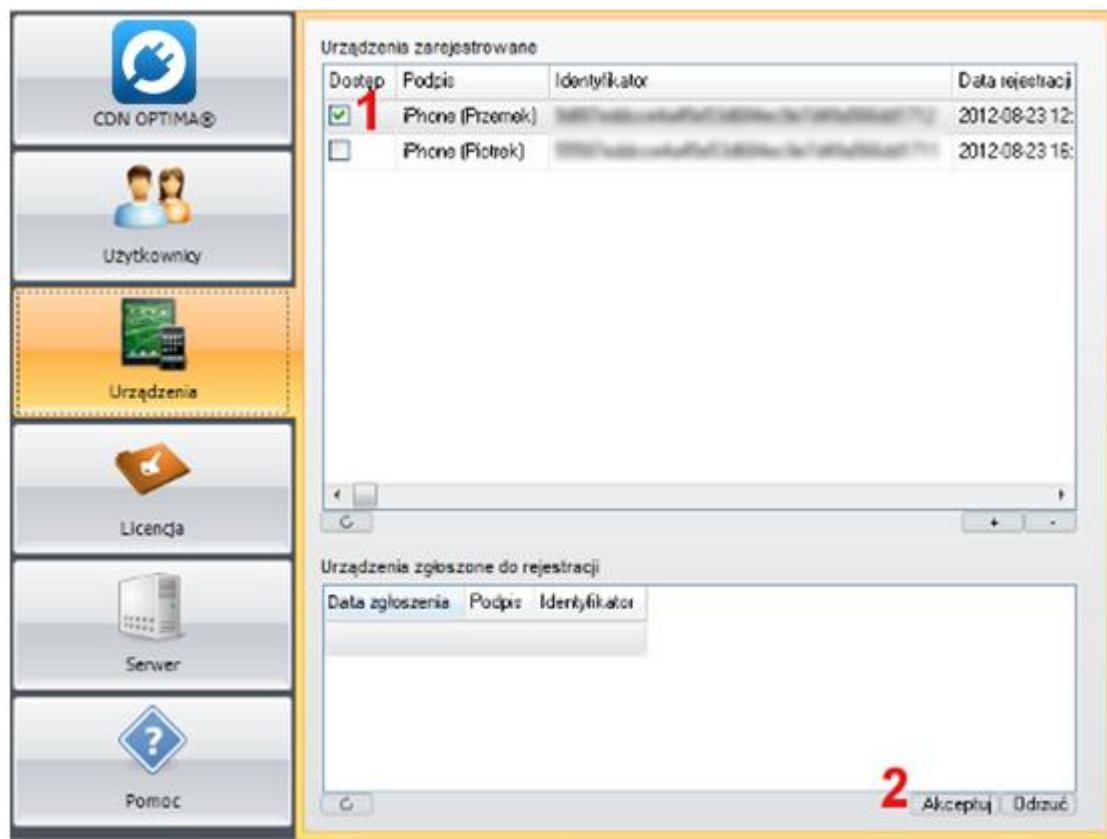 CDN OPTIMA®
Użytkownicy
Urządzenia
Licencja
Serwer
?
Pomoc
Urządzenia zarejestrowane
Dostęp Podpis Identyfikator Data rejestracji
1 iPhone (Przemek) 2012-08-23 12:
iPhone (Piotrek) 2012-08-23 16:
+ -
Urządzenia zgłoszone do rejestracji
Data zgłoszenia Podpis Identyfikator
2 Akceptuj Odrzuć